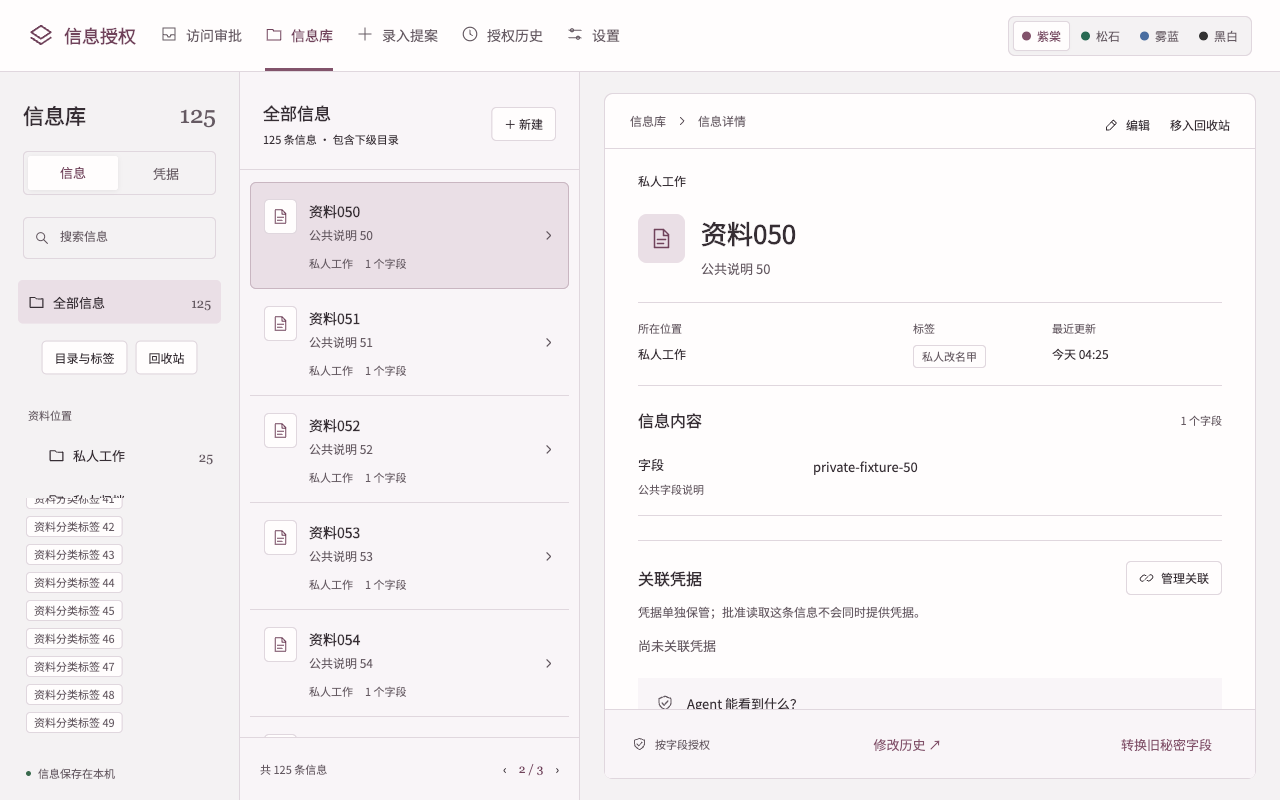 信息授权
访问审批
信息库
录入提案
授权历史
设置
紫棠
松石
雾蓝
黑白
信息库 125
信息 凭据
搜索信息
全部信息 125
目录与标签 回收站
资料位置
私人工作 25
资料分类标签 42
资料分类标签 43
资料分类标签 44
资料分类标签 45
资料分类标签 46
资料分类标签 47
资料分类标签 48
资料分类标签 49
信息保存在本机
全部信息
125 条信息 · 包含下级目录
+ 新建
资料050
公共说明 50
私人工作 1 个字段
资料051
公共说明 51
私人工作 1 个字段
资料052
公共说明 52
私人工作 1 个字段
资料053
公共说明 53
私人工作 1 个字段
资料054
公共说明 54
私人工作 1 个字段
共 125 条信息 ‹ 2 / 3 ›
信息库 > 信息详情
编辑 移入回收站
私人工作
资料050
公共说明 50
所在位置 标签 最近更新
私人工作 私人改名甲 今天 04:25
信息内容 1 个字段
字段 private-fixture-50
公共字段说明
关联凭据 管理关联
凭据单独保管；批准读取这条信息不会同时提供凭据。
尚未关联凭据
Agent 能看到什么？
按字段授权 修改历史 ↗ 转换旧秘密字段